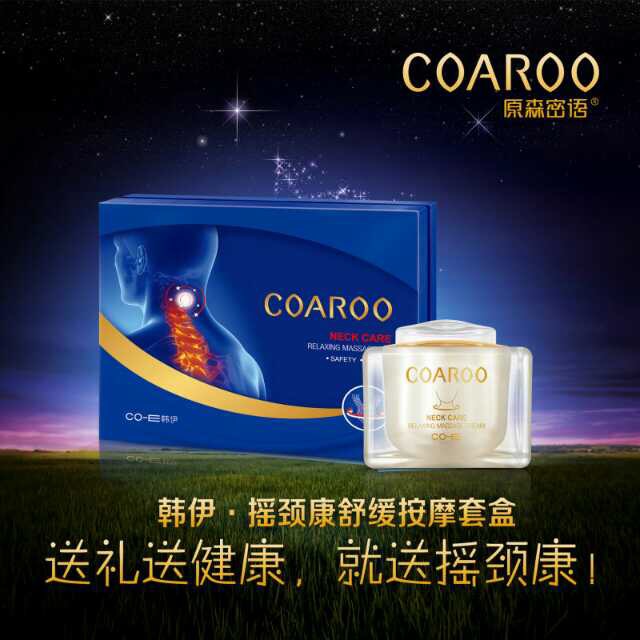 COAROO
原森密语®
COAROO
NECK CARE
RELAXING MASSAGE
• SAFETY •
CO-E韩伊
COAROO
NECK CARE
RELAXING MASSAGE CREAM
CO-E
韩伊·摇颈康舒缓按摩套盒
送礼送健康，就送摇颈康！